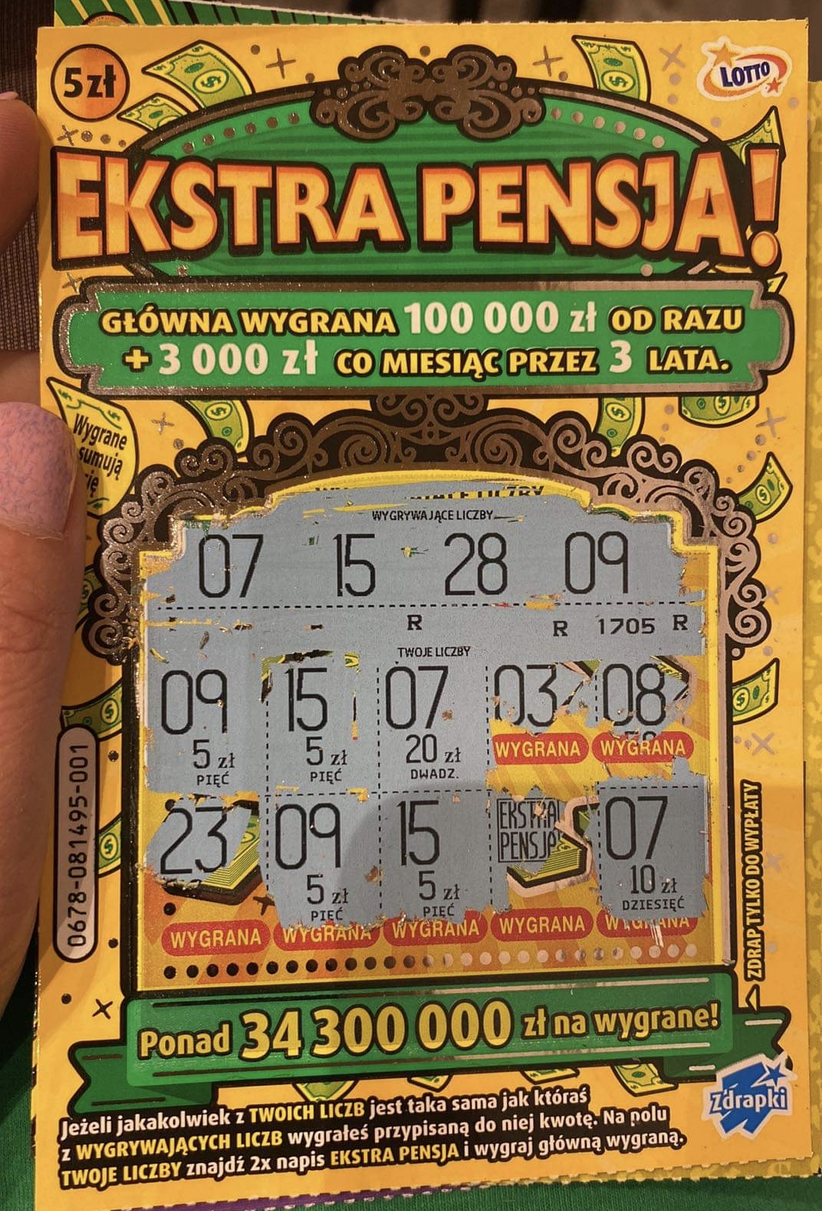 5 zł
LOTTO
EKSTRA PENSJA!
GŁÓWNA WYGRANA 100 000 zł OD RAZU
+ 3 000 zł CO MIESIĄC PRZEZ 3 LATA.
Wygrane
sumują
się
WYGRYWAJĄCE LICZBY
07 15 28 09
R R 1705 R
TWOJE LICZBY
09 15 07 03 08
5 zł 5 zł 20 zł WYGRANA WYGRANA
PIĘĆ PIĘĆ DWADZ.
23 09 15 EKSTRA PENSJA 07
5 zł 5 zł 10 zł
PIĘĆ PIĘĆ DZIESIĘĆ
WYGRANA WYGRANA WYGRANA WYGRANA WYGRANA
0678-081495-001
ZDRAP TYLKO DO WYPŁATY
Ponad 34 300 000 zł na wygrane!
Zdrapki
Jeżeli jakakolwiek z TWOICH LICZB jest taka sama jak któraś
z WYGRYWAJĄCYCH LICZB wygrałeś przypisaną do niej kwotę. Na polu
TWOJE LICZBY znajdź 2x napis EKSTRA PENSJA i wygraj główną wygraną.